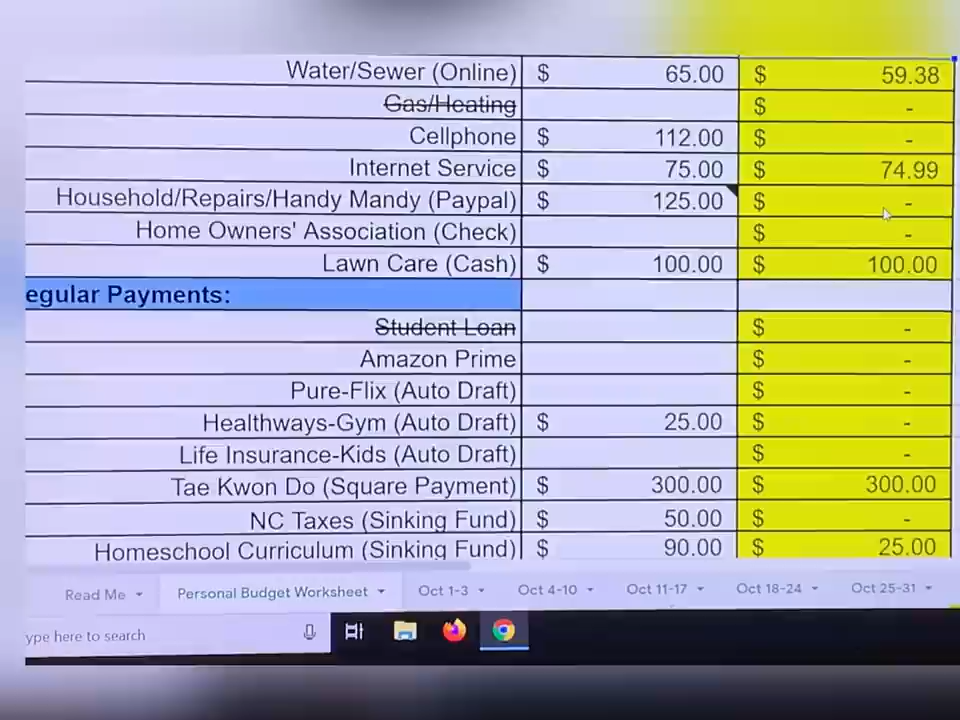 Water/Sewer (Online) $ 65.00 $ 59.38
Gas/Heating $ -
Cellphone $ 112.00 $ -
Internet Service $ 75.00 $ 74.99
Household/Repairs/Handy Mandy (Paypal) $ 125.00 $ -
Home Owners' Association (Check) $ -
Lawn Care (Cash) $ 100.00 $ 100.00
egular Payments:
Student Loan $ -
Amazon Prime $ -
Pure-Flix (Auto Draft) $ -
Healthways-Gym (Auto Draft) $ 25.00 $ -
Life Insurance-Kids (Auto Draft) $ -
Tae Kwon Do (Square Payment) $ 300.00 $ 300.00
NC Taxes (Sinking Fund) $ 50.00 $ -
Homeschool Curriculum (Sinking Fund) $ 90.00 $ 25.00
Read Me Personal Budget Worksheet Oct 1-3 Oct 4-10 Oct 11-17 Oct 18-24 Oct 25-31
ype here to search